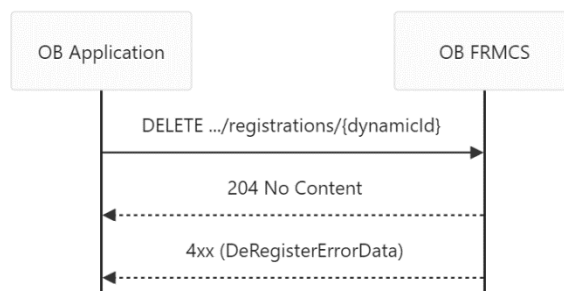 OB Application
OB FRMCS
DELETE .../registrations/{dynamicId}
204 No Content
4xx (DeRegisterErrorData)